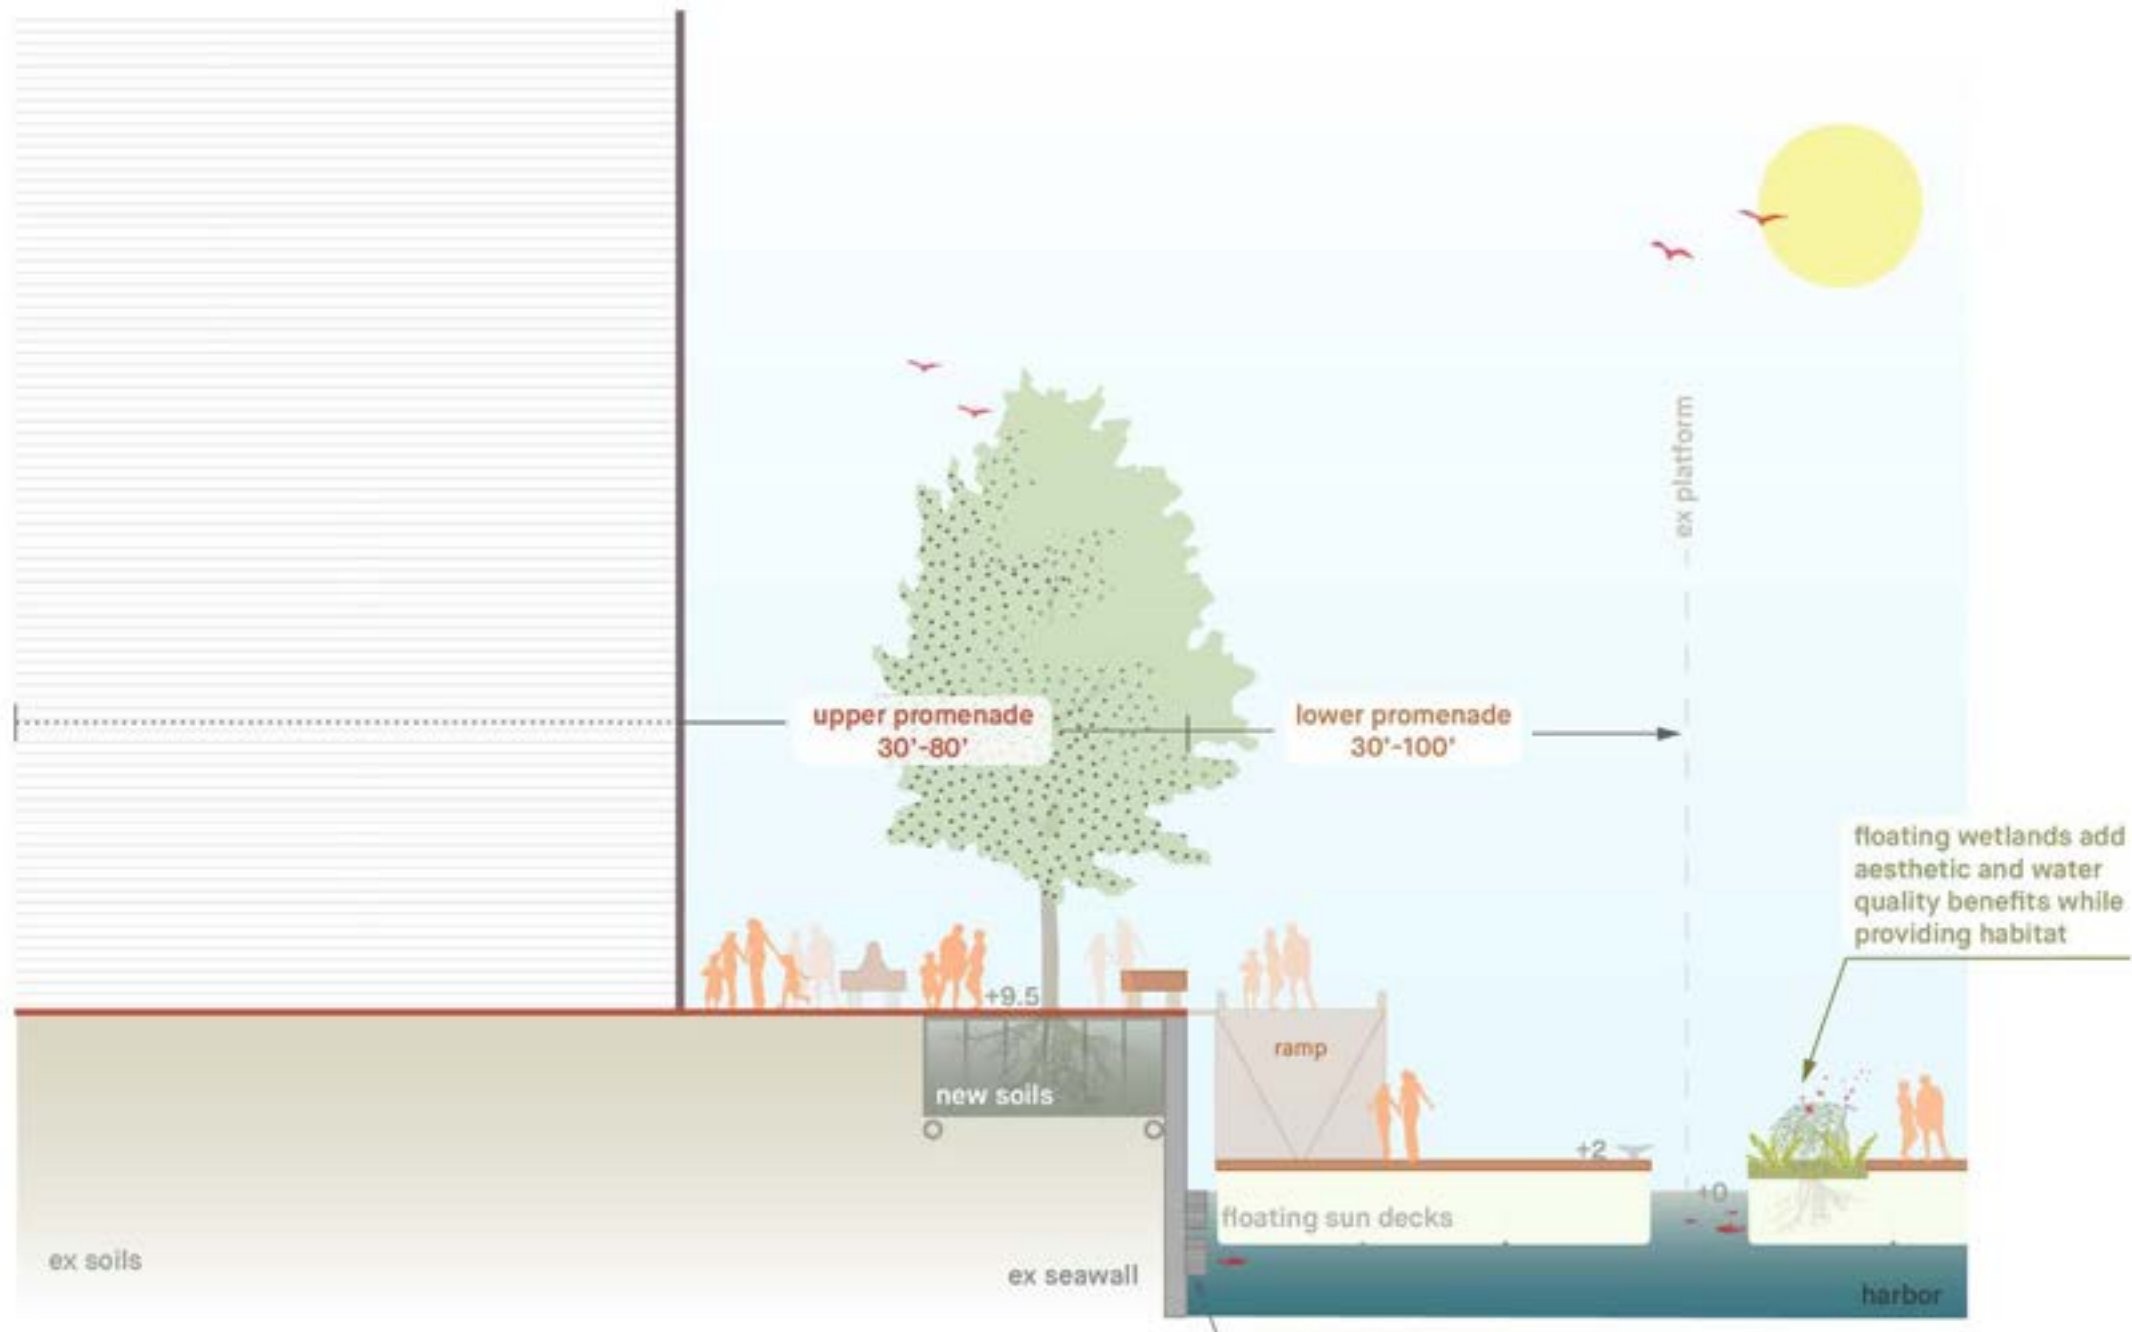 ex platform
upper promenade
30'-80'
lower promenade
30'-100'
floating wetlands add
aesthetic and water
quality benefits while
providing habitat
+9.5
ramp
new soils
+2
+0
floating sun decks
ex soils
ex seawall
harbor